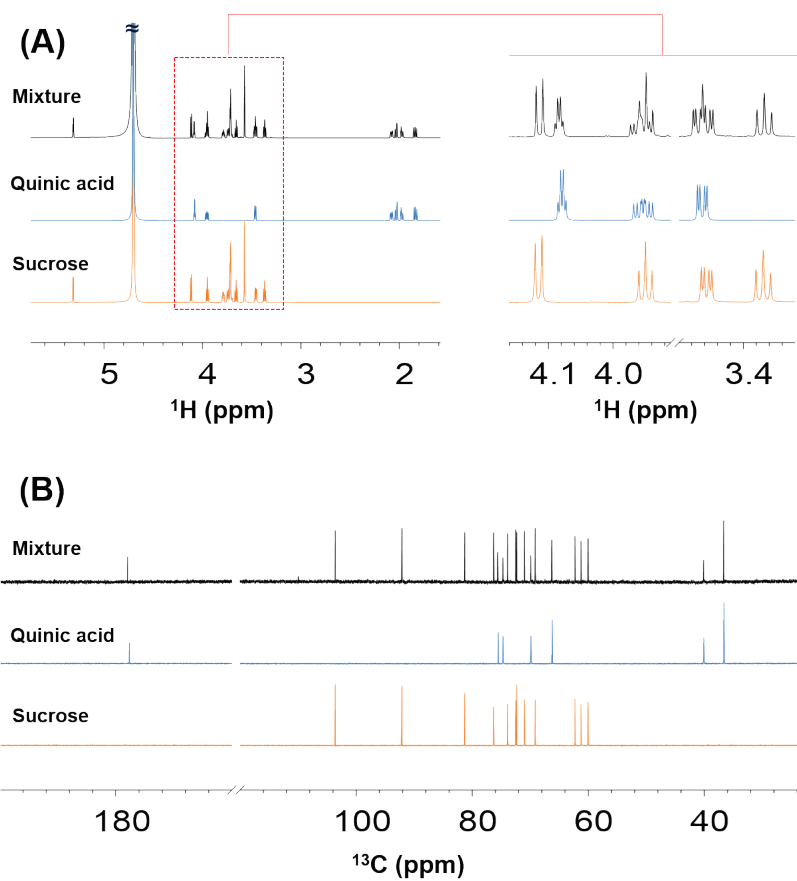 (A)
Mixture
Quinic acid
Sucrose
5 4 3 2
¹H (ppm)
4.1 4.0 3.4
¹H (ppm)
(B)
Mixture
Quinic acid
Sucrose
180 100 80 60 40
¹³C (ppm)